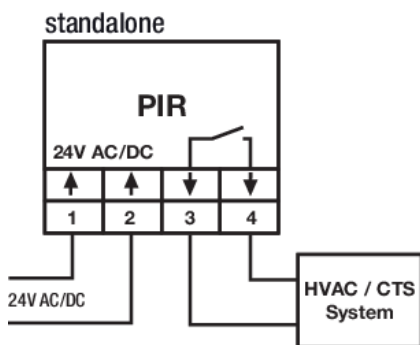 standalone
PIR
24V AC/DC
1 2 3 4
24V AC/DC
HVAC / CTS
System